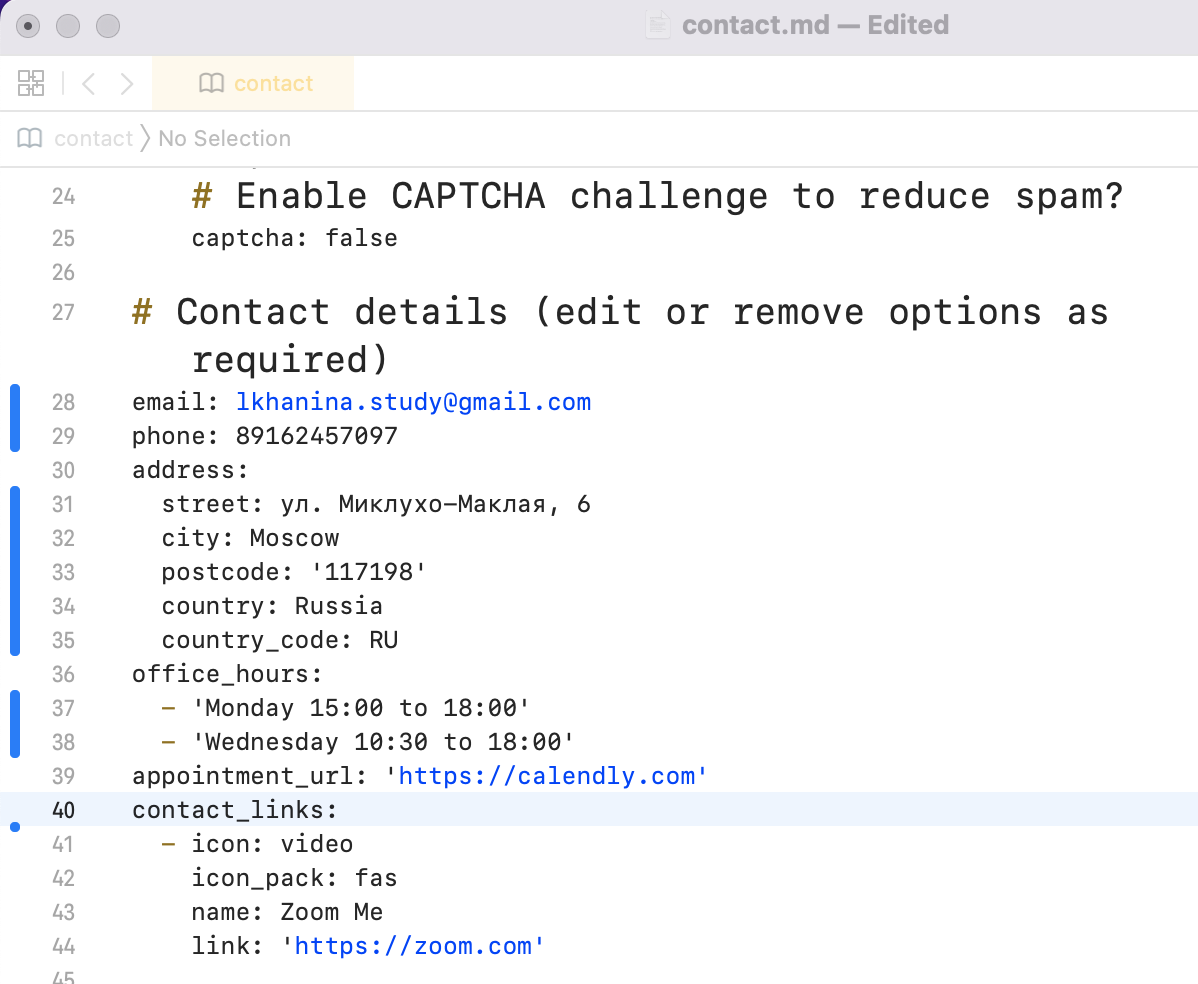 contact.md — Edited
contact
contact No Selection
24 # Enable CAPTCHA challenge to reduce spam?
25 captcha: false
26
27 # Contact details (edit or remove options as
required)
28 email: lkhanina.study@gmail.com
29 phone: 89162457097
30 address:
31 street: ул. Миклухо-Маклая, 6
32 city: Moscow
33 postcode: '117198'
34 country: Russia
35 country_code: RU
36 office_hours:
37 - 'Monday 15:00 to 18:00'
38 - 'Wednesday 10:30 to 18:00'
39 appointment_url: 'https://calendly.com'
40 contact_links:
41 - icon: video
42 icon_pack: fas
43 name: Zoom Me
44 link: 'https://zoom.com'
45